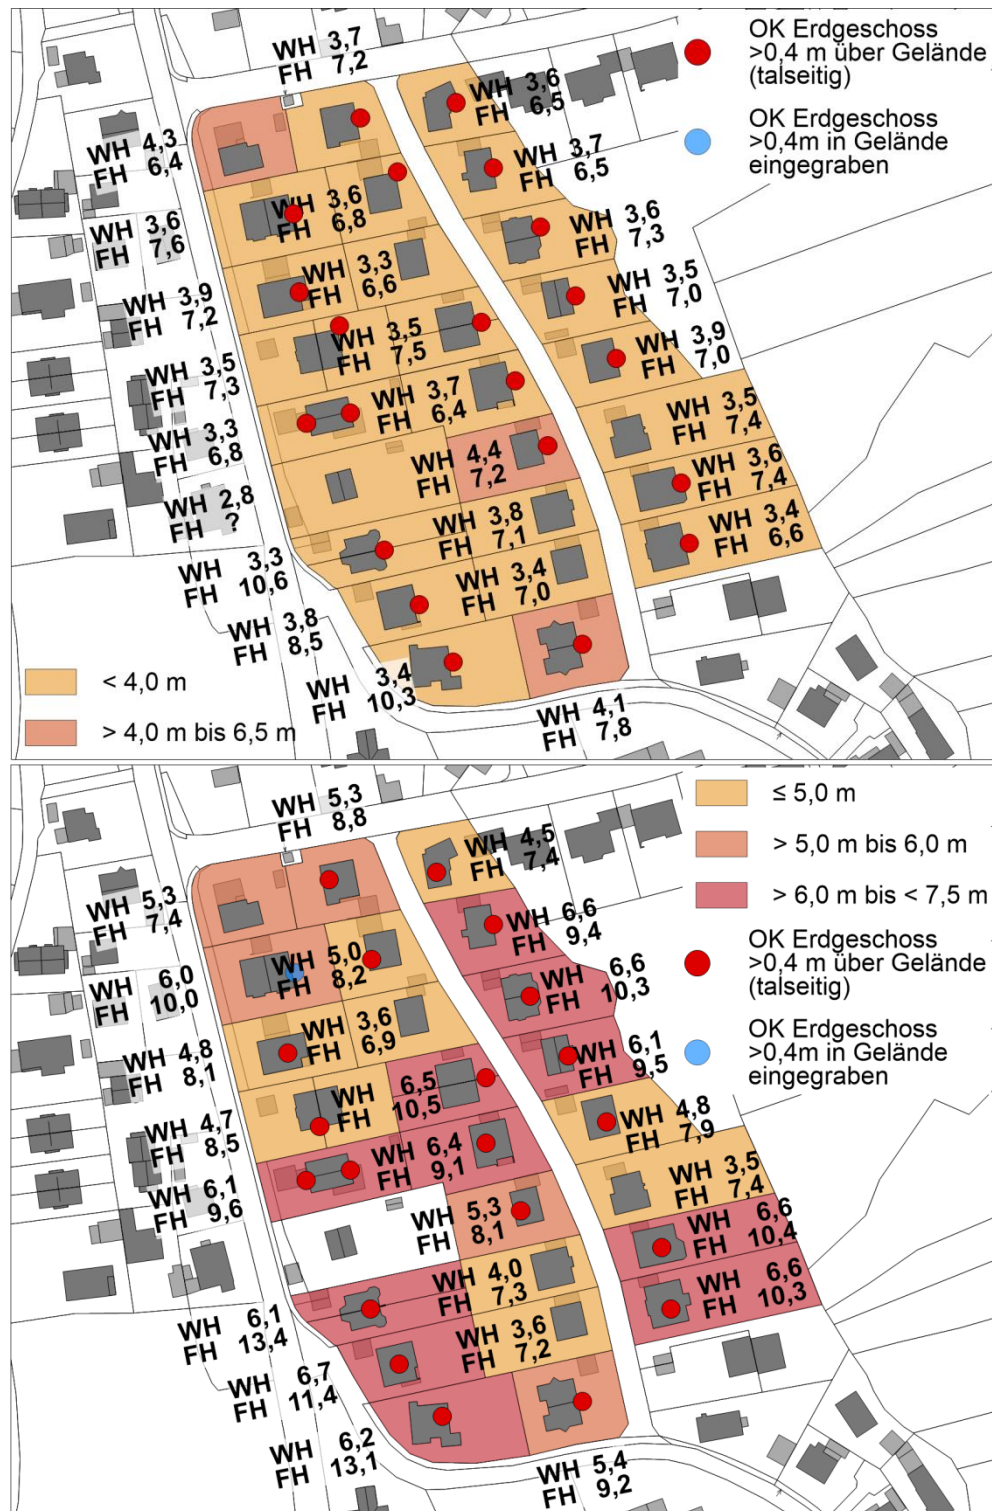 WH 3,7
FH 7,2
OK Erdgeschoss
>0,4 m über Gelände
(talseitig)
OK Erdgeschoss
>0,4m in Gelände
eingegraben
WH 3,6
FH 6,5
WH 4,3
FH 6,4
WH 3,7
FH 6,5
WH 3,6
FH 6,8
WH 3,6
FH 7,3
WH 3,6
FH 7,6
WH 3,3
FH 6,6
WH 3,5
FH 7,0
WH 3,9
FH 7,2
WH 3,5
FH 7,5
WH 3,9
FH 7,0
WH 3,5
FH 7,3
WH 3,7
FH 6,4
WH 3,5
FH 7,4
WH 3,3
FH 6,8
WH 4,4
FH 7,2
WH 3,6
FH 7,4
WH 2,8
FH ?
WH 3,8
FH 7,1
WH 3,4
FH 6,6
WH 3,3
FH 10,6
WH 3,4
FH 7,0
WH 3,8
FH 8,5
WH 3,4
FH 10,3
WH 4,1
FH 7,8
< 4,0 m
> 4,0 m bis 6,5 m
WH 5,3
FH 8,8
≤ 5,0 m
> 5,0 m bis 6,0 m
> 6,0 m bis < 7,5 m
OK Erdgeschoss
>0,4 m über Gelände
(talseitig)
OK Erdgeschoss
>0,4m in Gelände
eingegraben
WH 4,5
FH 7,4
WH 5,3
FH 7,4
WH 6,6
FH 9,4
WH 5,0
FH 8,2
WH 6,6
FH 10,3
WH 6,0
FH 10,0
WH 3,6
FH 6,9
WH 6,1
FH 9,5
WH 4,8
FH 8,1
WH 6,5
FH 10,5
WH 4,8
FH 7,9
WH 4,7
FH 8,5
WH 6,4
FH 9,1
WH 3,5
FH 7,4
WH 6,1
FH 9,6
WH 5,3
FH 8,1
WH 6,6
FH 10,4
WH 4,0
FH 7,3
WH 6,6
FH 10,3
WH 6,1
FH 13,4
WH 3,6
FH 7,2
WH 6,7
FH 11,4
WH 6,2
FH 13,1
WH 5,4
FH 9,2